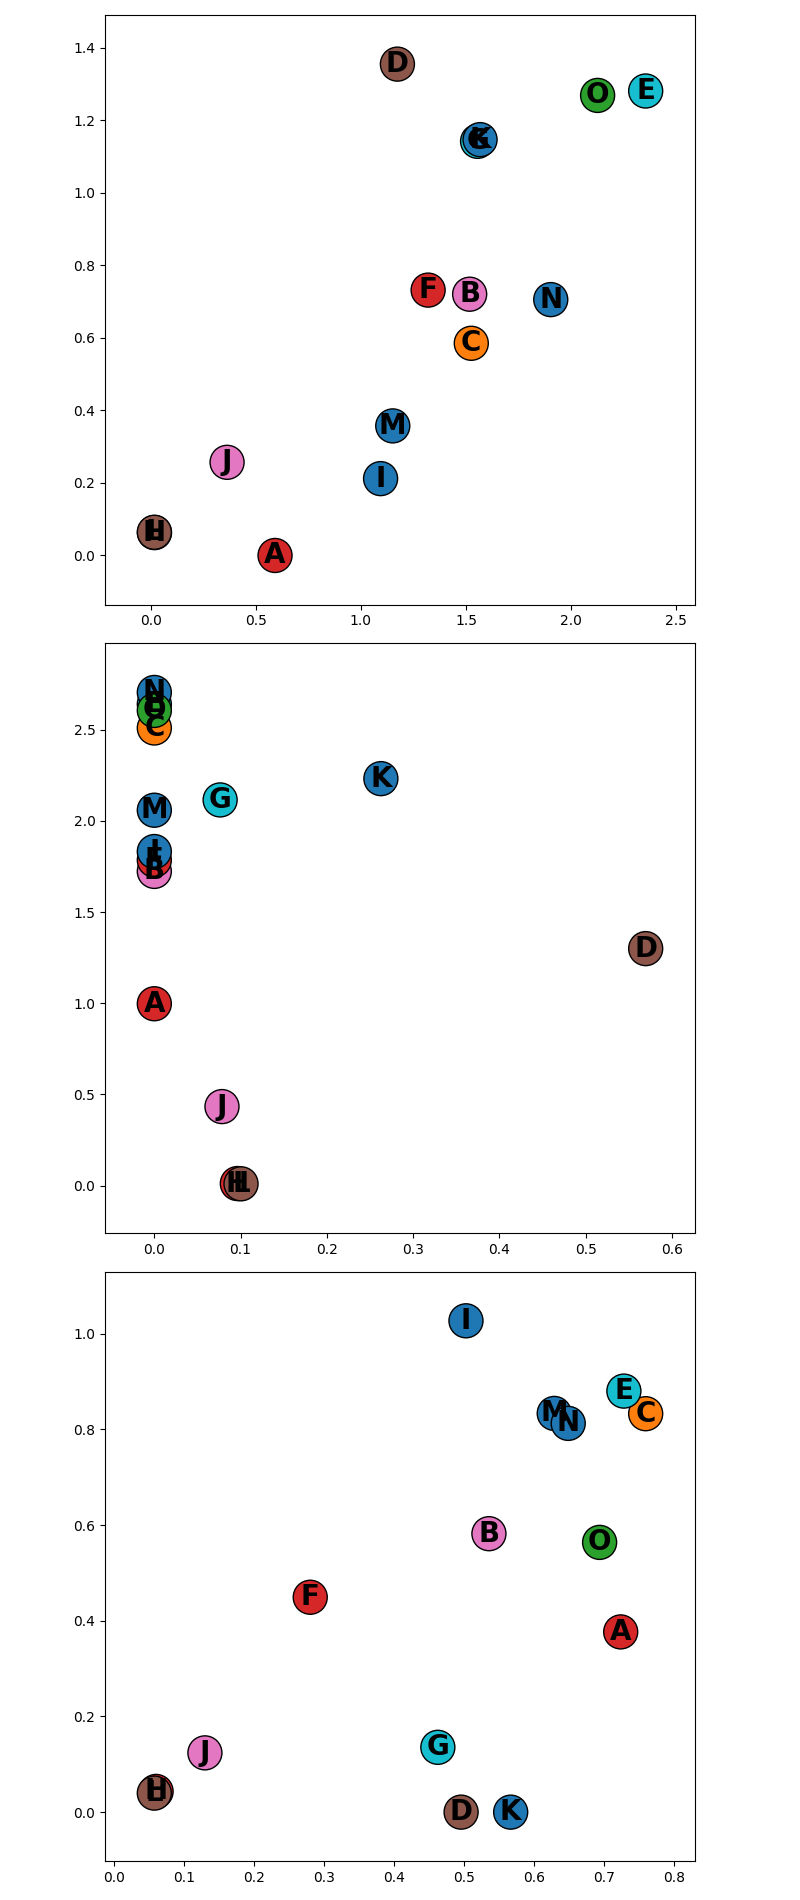 1.4
D
E
O
1.2
G K
1.0
0.8
F B N
0.6
C
0.4
M
J
I
0.2
H
0.0
A
0.0 0.5 1.0 1.5 2.0 2.5
N
O
2.5
C
K
G
M
2.0
I
F
B
1.5
D
1.0
A
0.5
J
0.0
H L
0.0 0.1 0.2 0.3 0.4 0.5 0.6
I
1.0
E
M N C
0.8
0.6
B O
F
0.4
A
0.2
J G
H
0.0
D K
0.0 0.1 0.2 0.3 0.4 0.5 0.6 0.7 0.8